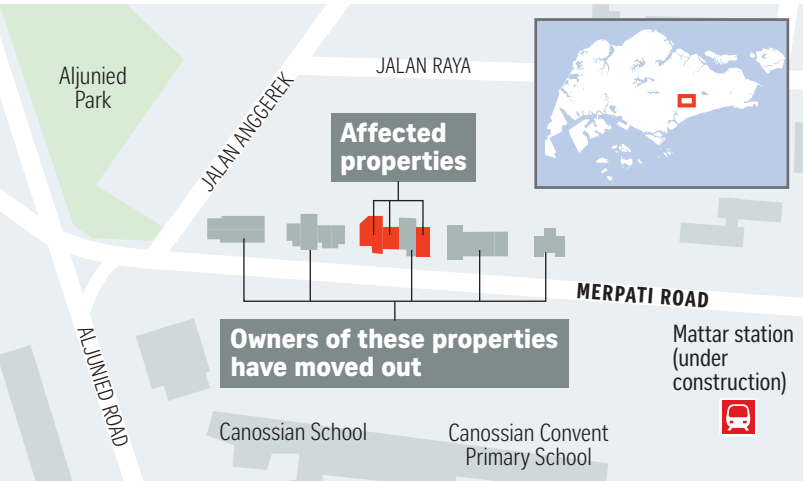 Aljunied
Park
JALAN RAYA
JALAN ANGGEREK
Affected
properties
MERPATI ROAD
Owners of these properties
have moved out
Mattar station
(under
construction)
ALJUNIED ROAD
Canossian School
Canossian Convent
Primary School